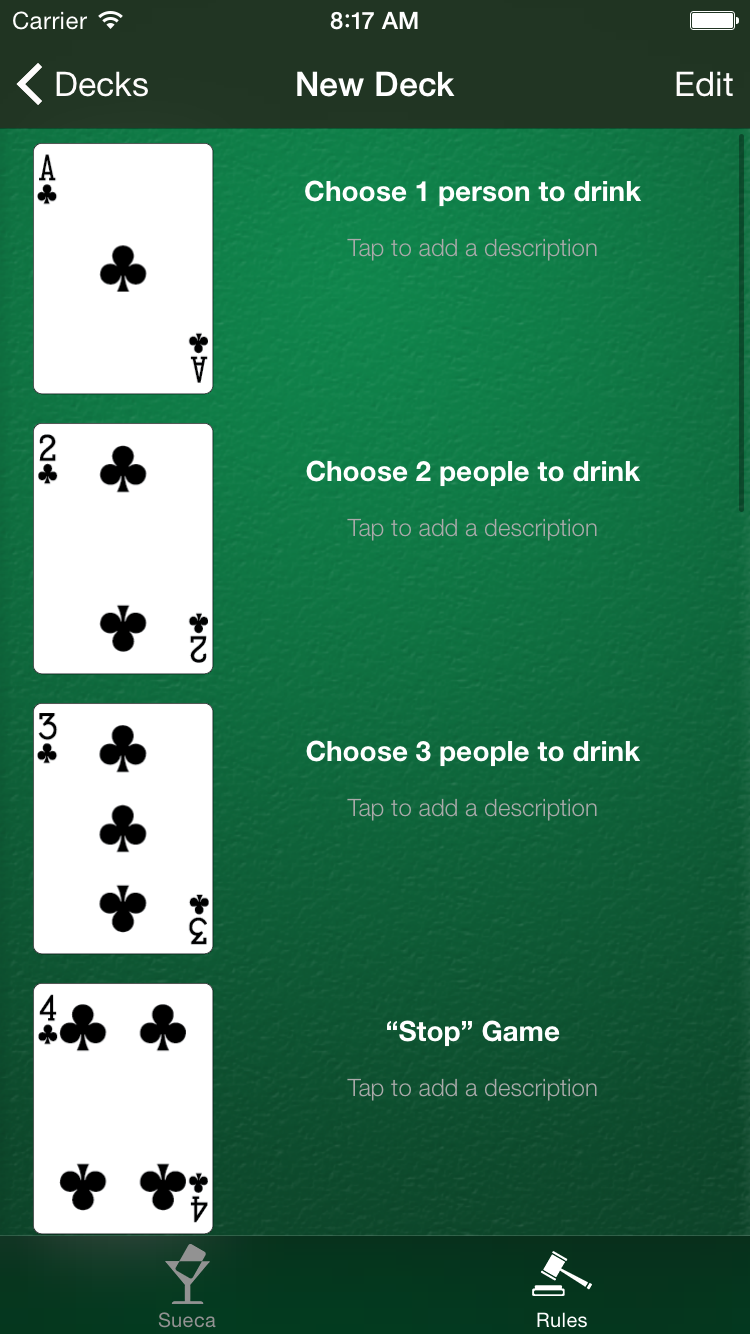 Carrier 8:17 AM
Decks New Deck Edit
A
Choose 1 person to drink
Tap to add a description
A
2
Choose 2 people to drink
Tap to add a description
2
3
Choose 3 people to drink
Tap to add a description
3
4
“Stop” Game
Tap to add a description
4
Sueca Rules